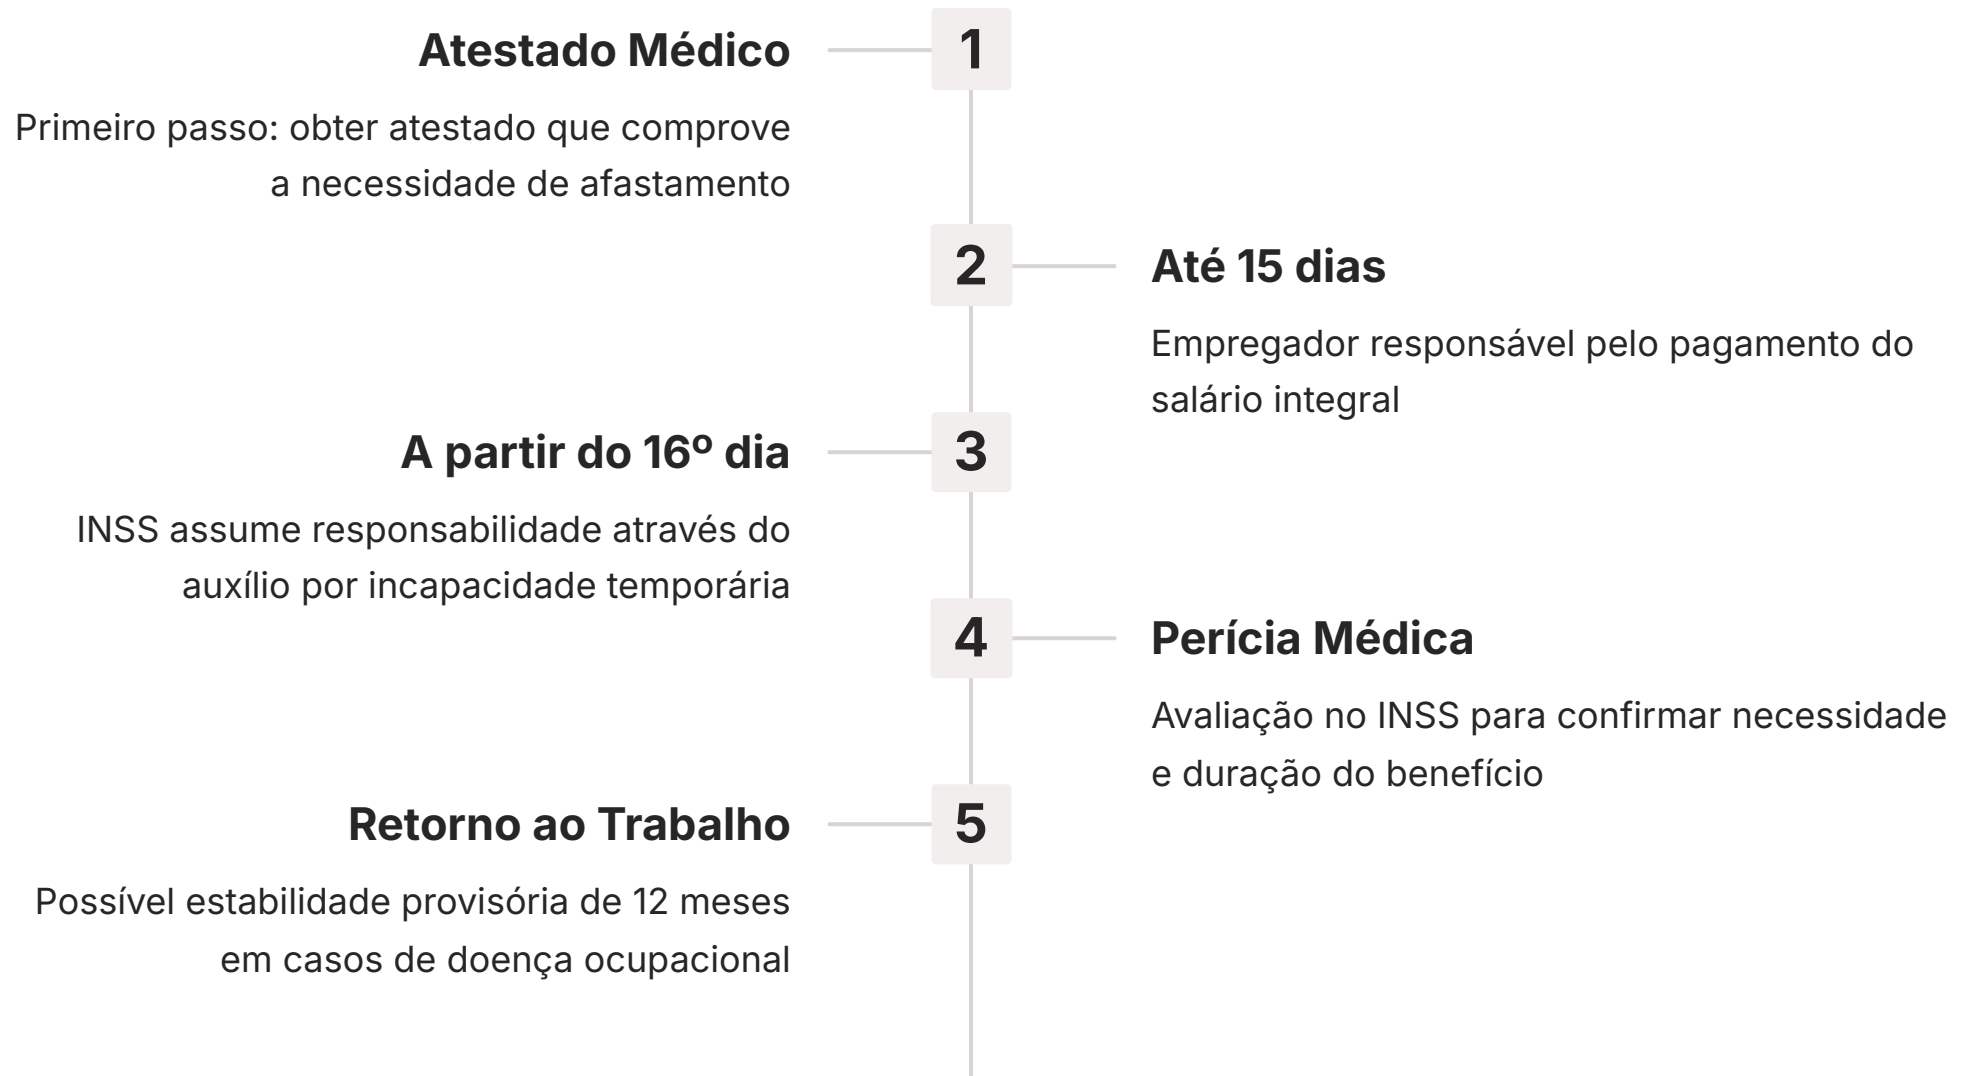 Atestado Médico
1
Primeiro passo: obter atestado que comprove
a necessidade de afastamento
2
Até 15 dias
Empregador responsável pelo pagamento do
salário integral
A partir do 16º dia
3
INSS assume responsabilidade através do
auxílio por incapacidade temporária
4
Perícia Médica
Avaliação no INSS para confirmar necessidade
e duração do benefício
Retorno ao Trabalho
5
Possível estabilidade provisória de 12 meses
em casos de doença ocupacional